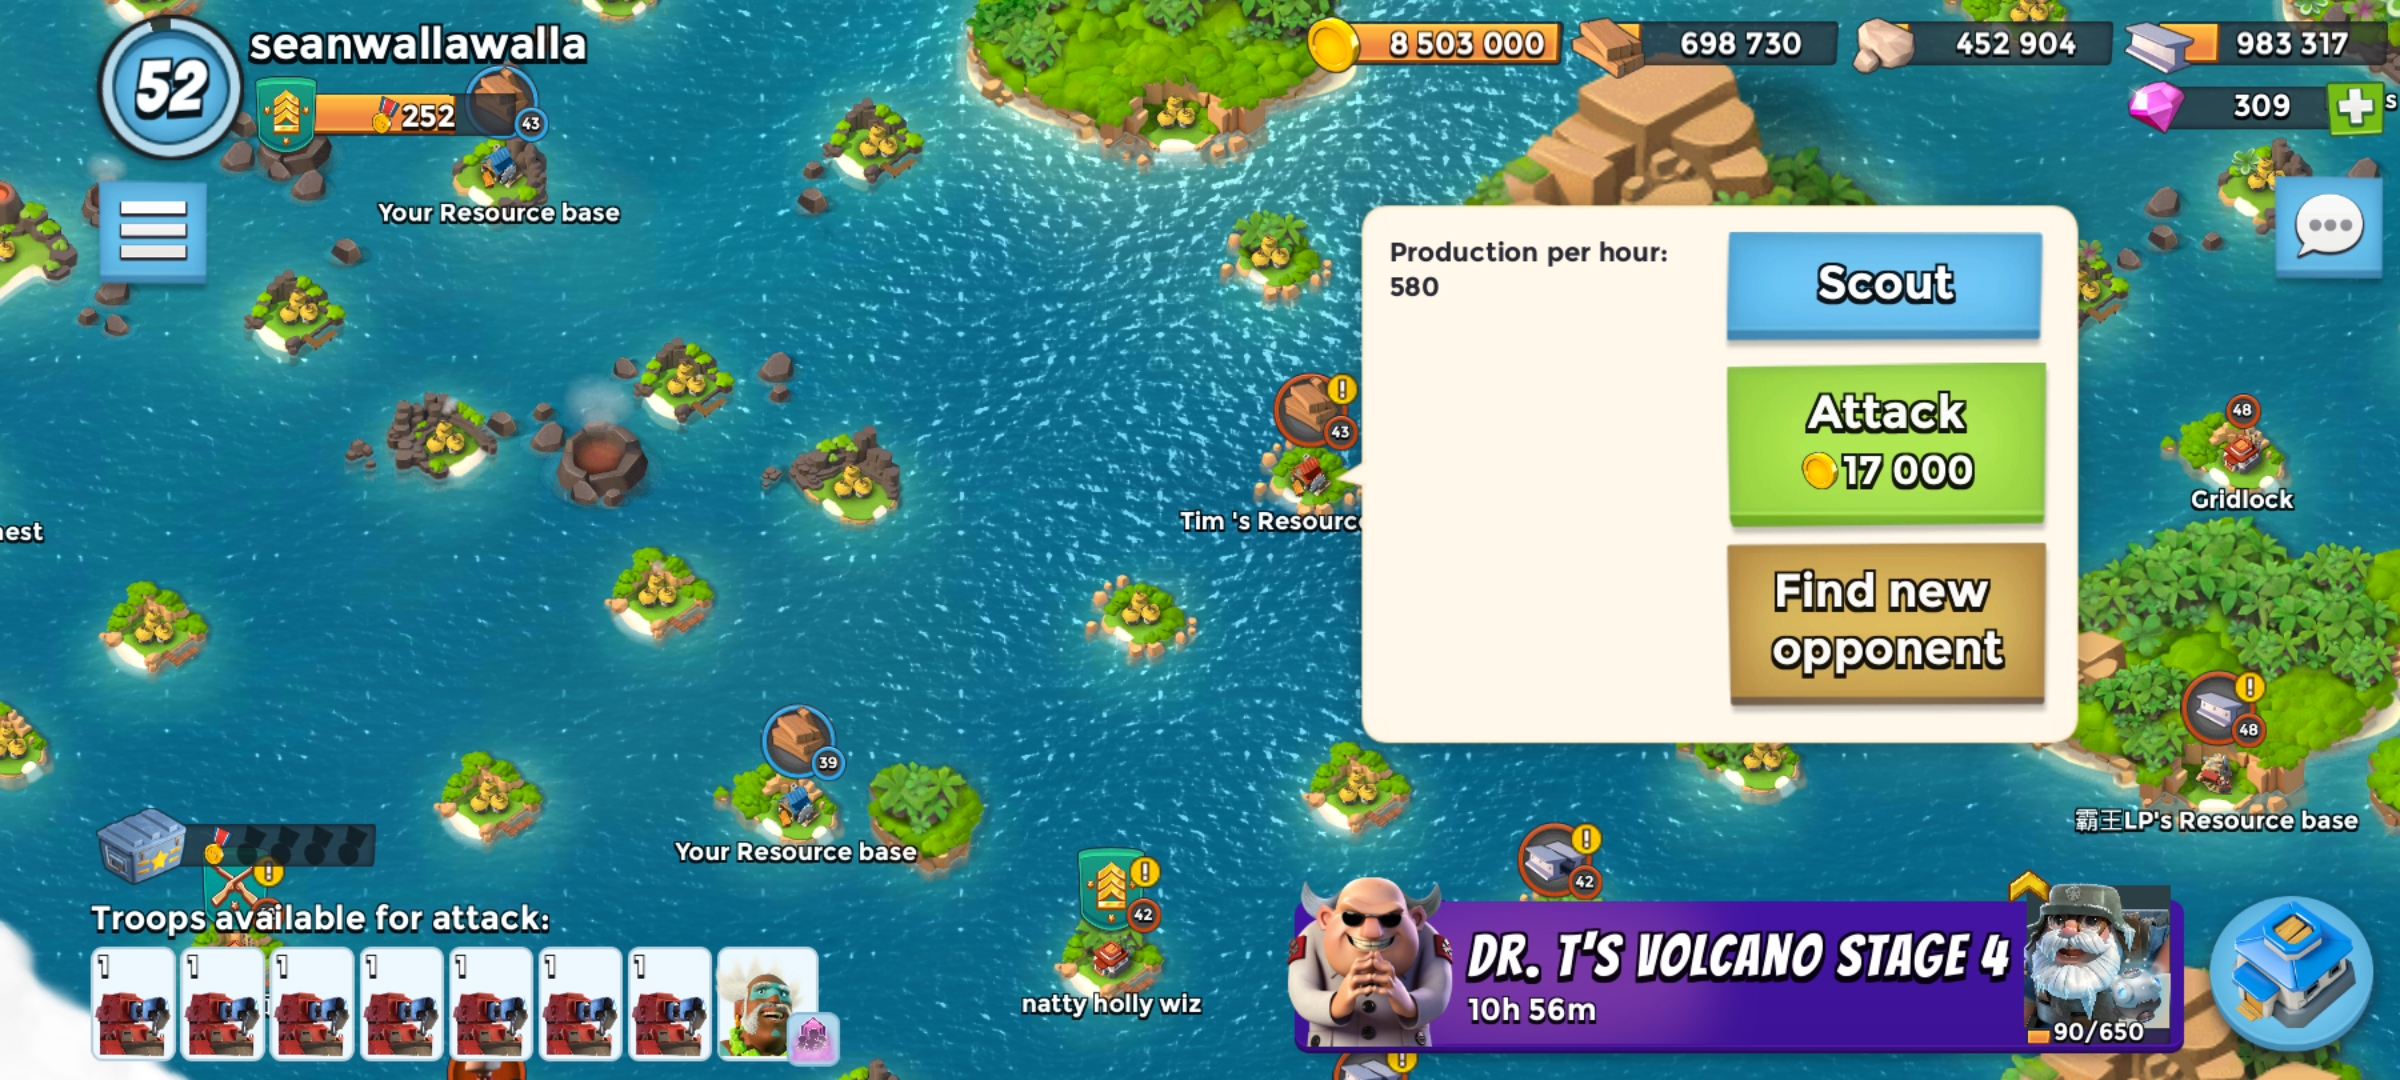 52
seanwallawalla
252
43
8 503 000
698 730
452 904
983 317
309
s
Your Resource base
Production per hour:
580
Scout
Attack
17 000
Find new
opponent
43
Tim 's Resourc
48
Gridlock
nest
39
Your Resource base
48
霸王LP's Resource base
42
natty holly wiz
42
Troops available for attack:
1
1
1
1
1
1
1
DR. T'S VOLCANO STAGE 4
10h 56m
90/650